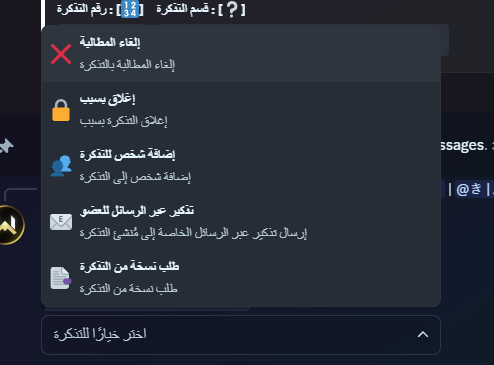 [❓] : قسم التذكرة [🔢] : رقم التذكرة
إلغاء المطالبة
إلغاء المطالبة بالتذكرة
إغلاق بسبب
إغلاق التذكرة بسبب
إضافة شخص للتذكرة
إضافة شخص إلى التذكرة
تذكير عبر الرسائل للعضو
إرسال تذكير عبر الرسائل الخاصة إلى مُنشئ التذكرة
طلب نسخة من التذكرة
طلب نسخة من التذكرة
اختر خيارًا للتذكرة
ssages.
| @き |